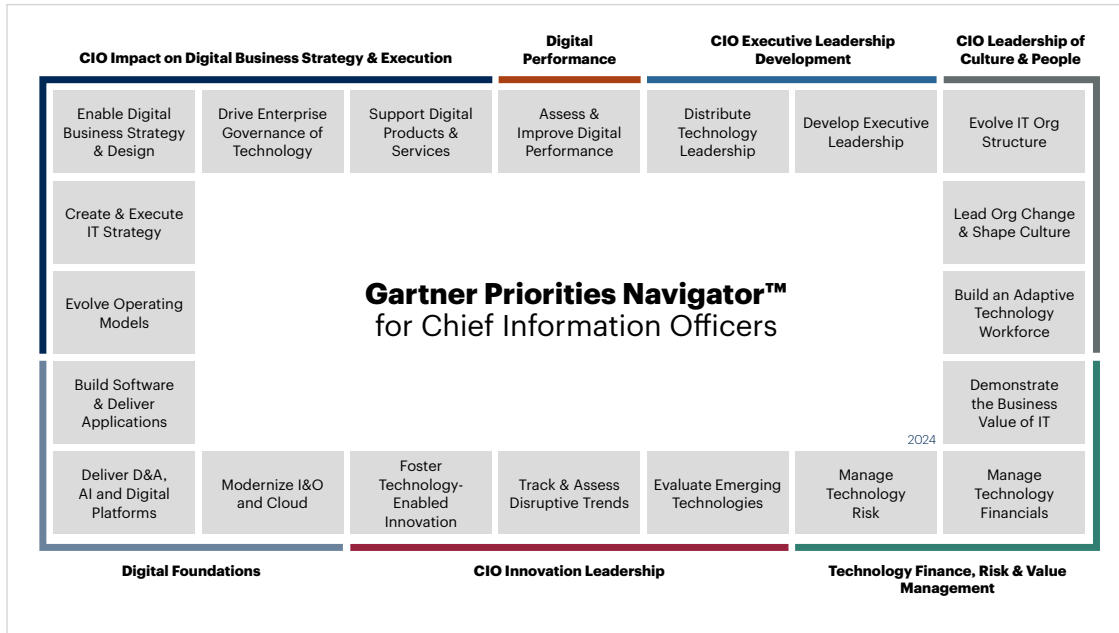 CIO Impact on Digital Business Strategy & Execution
Digital
Performance
CIO Executive Leadership
Development
CIO Leadership of
Culture & People
Enable Digital
Business Strategy
& Design
Drive Enterprise
Governance of
Technology
Support Digital
Products &
Services
Assess &
Improve Digital
Performance
Distribute
Technology
Leadership
Develop Executive
Leadership
Evolve IT Org
Structure
Create & Execute
IT Strategy
Lead Org Change
& Shape Culture
Evolve Operating
Models
Gartner Priorities Navigator™
for Chief Information Officers
Build an Adaptive
Technology
Workforce
Build Software
& Deliver
Applications
Demonstrate
the Business
Value of IT
2024
Deliver D&A,
AI and Digital
Platforms
Modernize I&O
and Cloud
Foster
Technology-
Enabled
Innovation
Track & Assess
Disruptive Trends
Evaluate Emerging
Technologies
Manage
Technology
Risk
Manage
Technology
Financials
Digital Foundations
CIO Innovation Leadership
Technology Finance, Risk & Value
Management